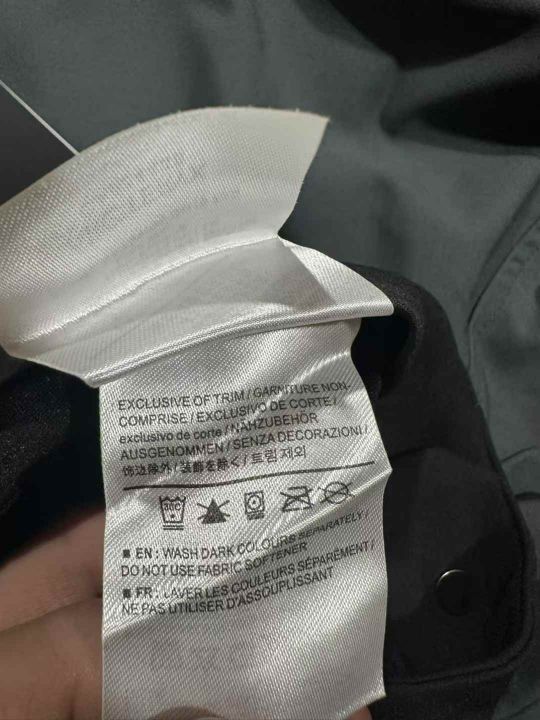 EXCLUSIVE OF TRIM / GARNITURE NON-
COMPRISE / EXCLUSIVO DE CORTE /
exclusivo de corte / NÄHZUBEHÖR
AUSGENOMMEN / SENZA DECORAZIONI /
饰边除外 / 装飾を除く / 트림 제외
30C
■ EN : WASH DARK COLOURS SEPARATELY /
DO NOT USE FABRIC SOFTENER
■ FR : LAVER LES COULEURS SÉPARÉMENT /
NE PAS UTILISER D'ASSOUPLISSANT